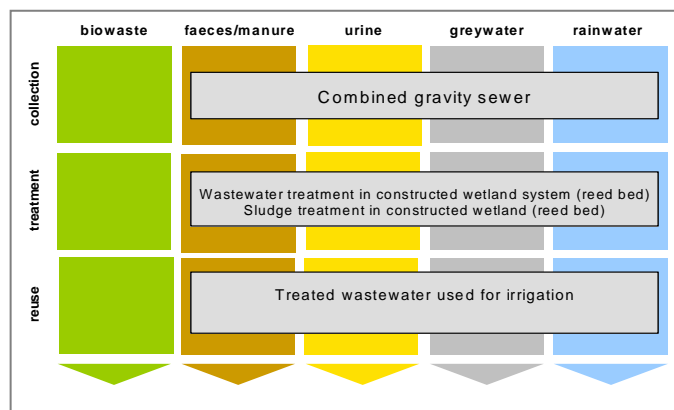 biowaste faeces/manure urine greywater rainwater
collection
Combined gravity sewer
treatment
Wastewater treatment in constructed wetland system (reed bed)
Sludge treatment in constructed wetland (reed bed)
reuse
Treated wastewater used for irrigation